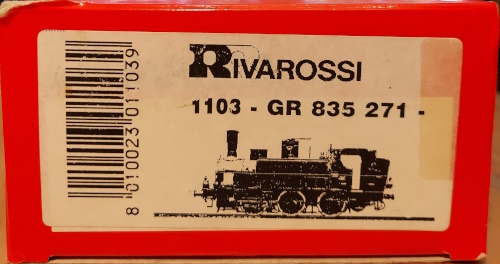 RIVAROSSI
1103 - GR 835 271 -
8 010023 011039